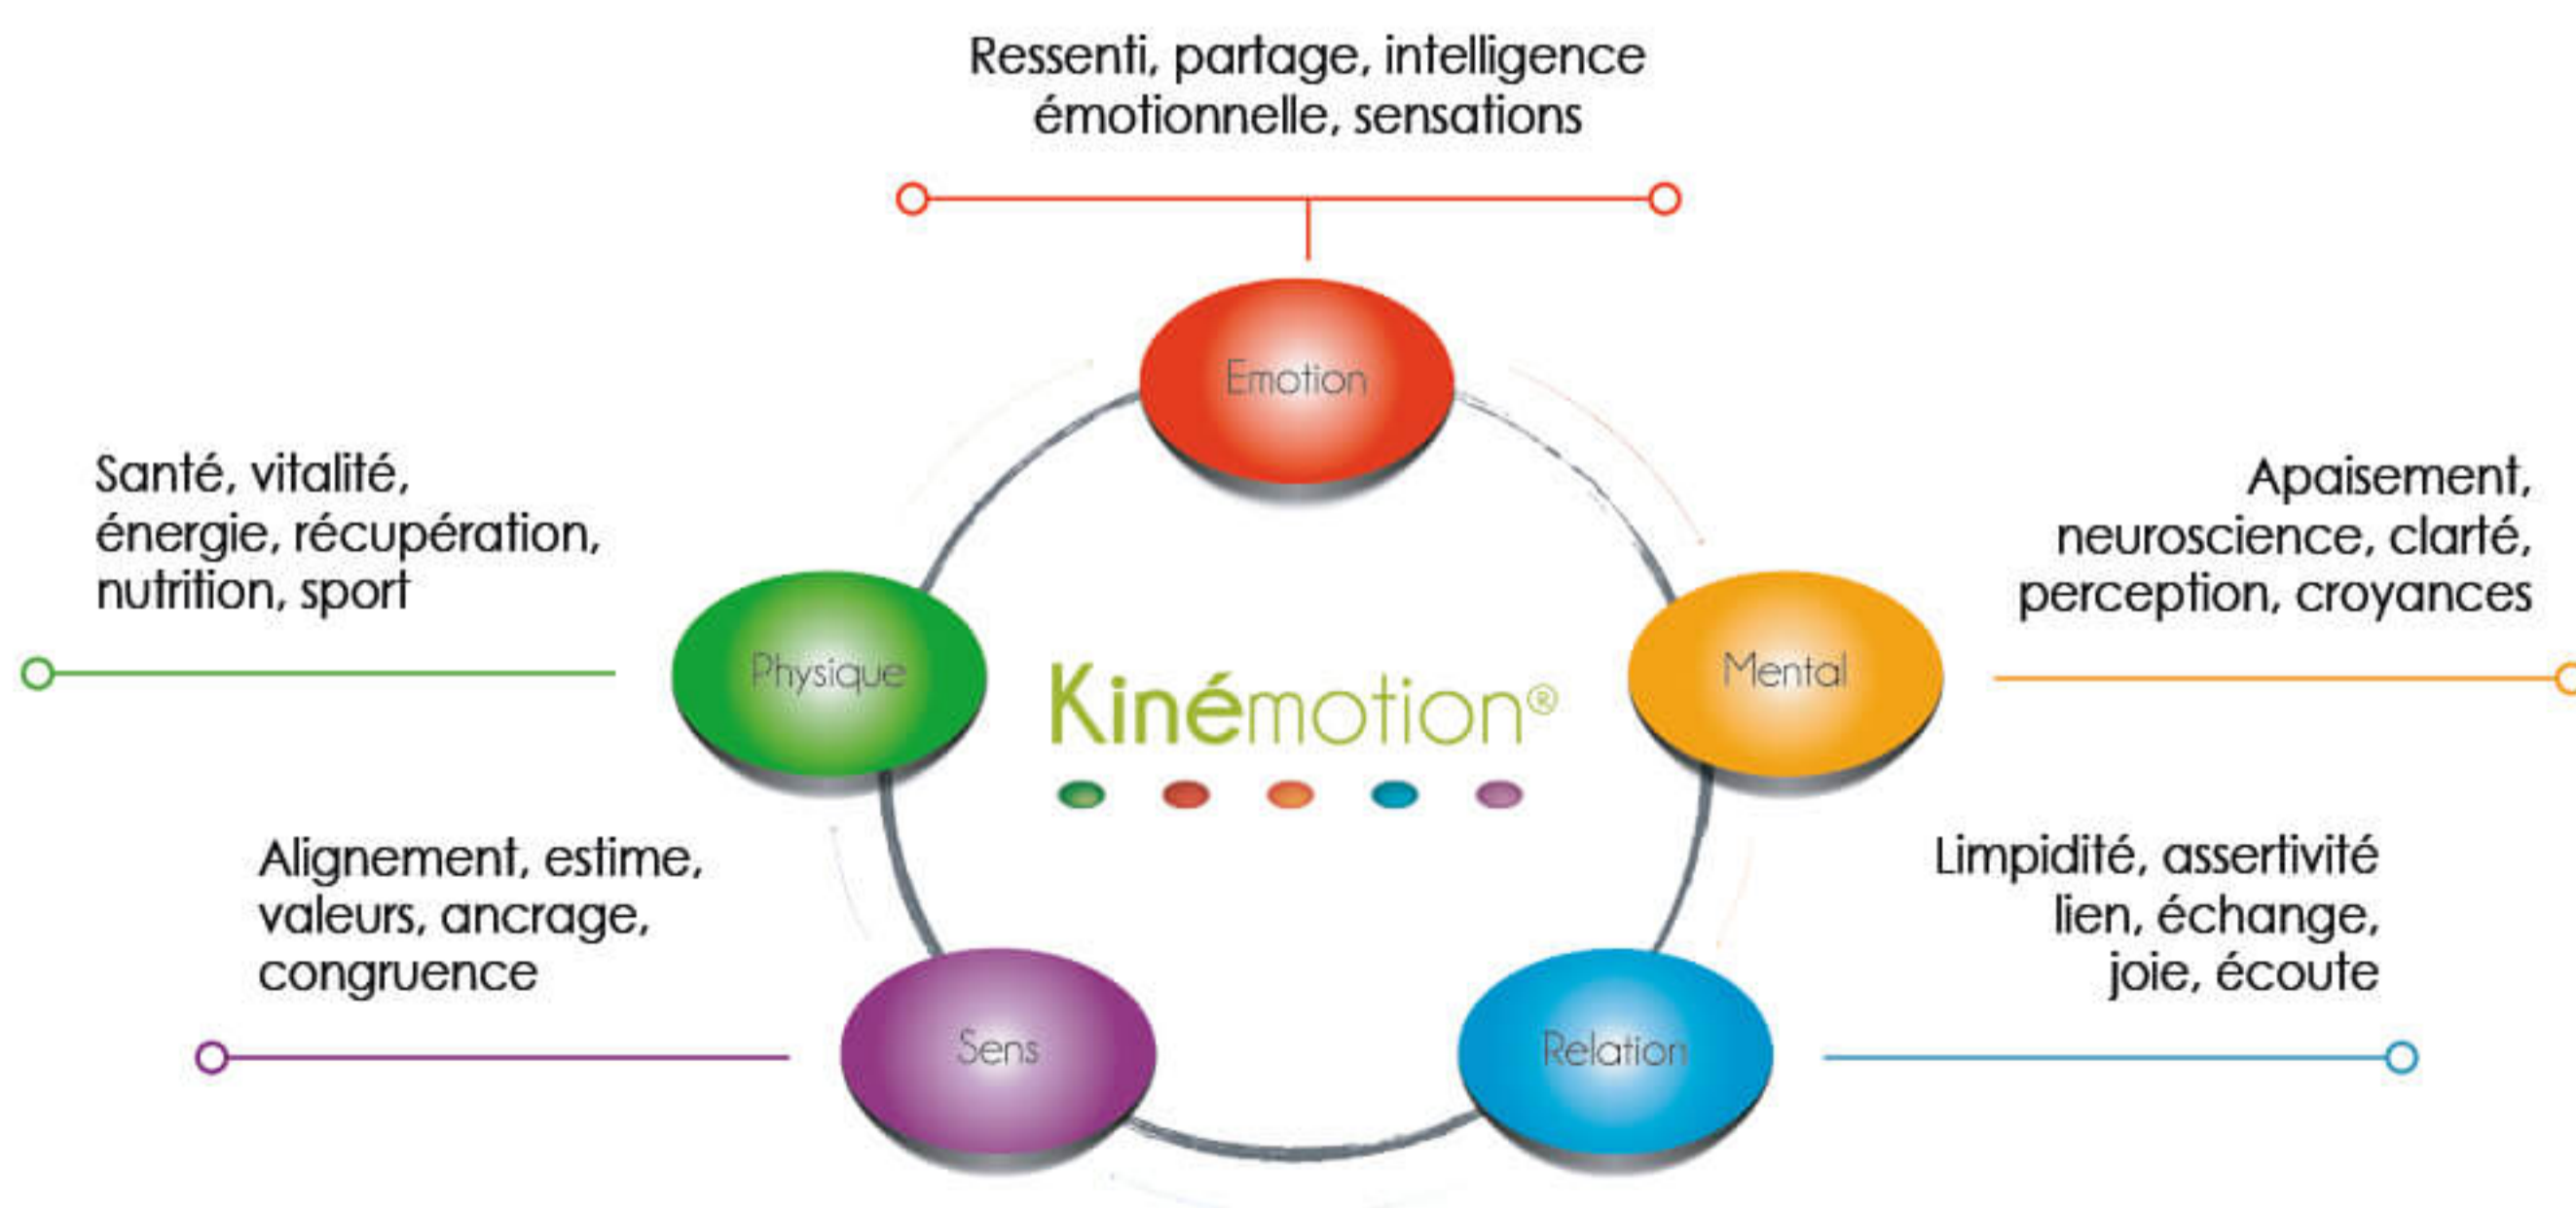 Ressenti, partage, intelligence
émotionnelle, sensations
Emotion
Santé, vitalité,
énergie, récupération,
nutrition, sport
Physique
Apaisement,
neuroscience, clarté,
perception, croyances
Mental
Kinémotion®
Alignement, estime,
valeurs, ancrage,
congruence
Sens
Limpidité, assertivité
lien, échange,
joie, écoute
Relation